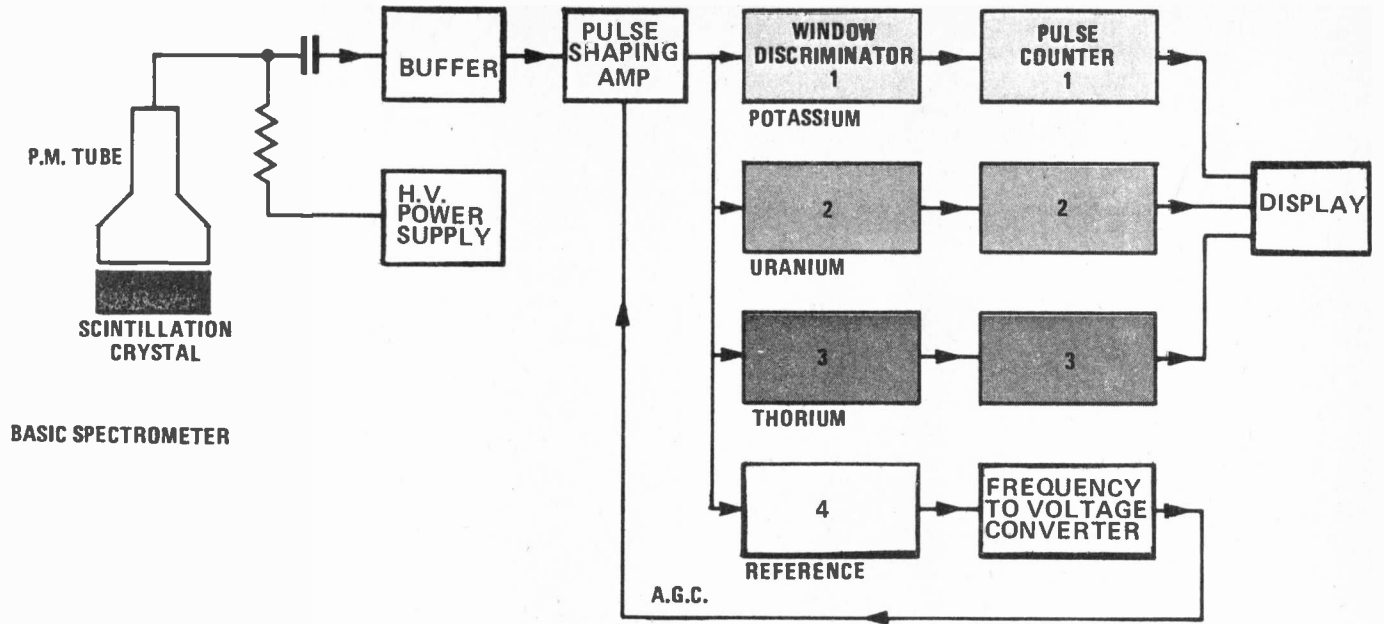 P.M. TUBE
SCINTILLATION
CRYSTAL
BASIC SPECTROMETER
BUFFER
H.V.
POWER
SUPPLY
PULSE
SHAPING
AMP
WINDOW
DISCRIMINATOR
1
POTASSIUM
PULSE
COUNTER
1
2
URANIUM
2
3
THORIUM
3
DISPLAY
4
REFERENCE
FREQUENCY
TO VOLTAGE
CONVERTER
A.G.C.